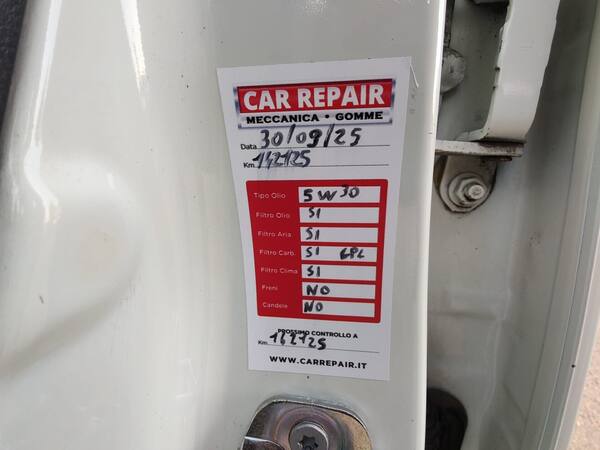 CAR REPAIR
MECCANICA • GOMME
Data 30/09/25
Km. 142125
Tipo Olio 5W30
Filtro Olio SI
Filtro Aria SI
Filtro Carb. SI GPL
Filtro Clima SI
Freni NO
Candele NO
PROSSIMO CONTROLLO A
Km. 162125
WWW.CARREPAIR.IT